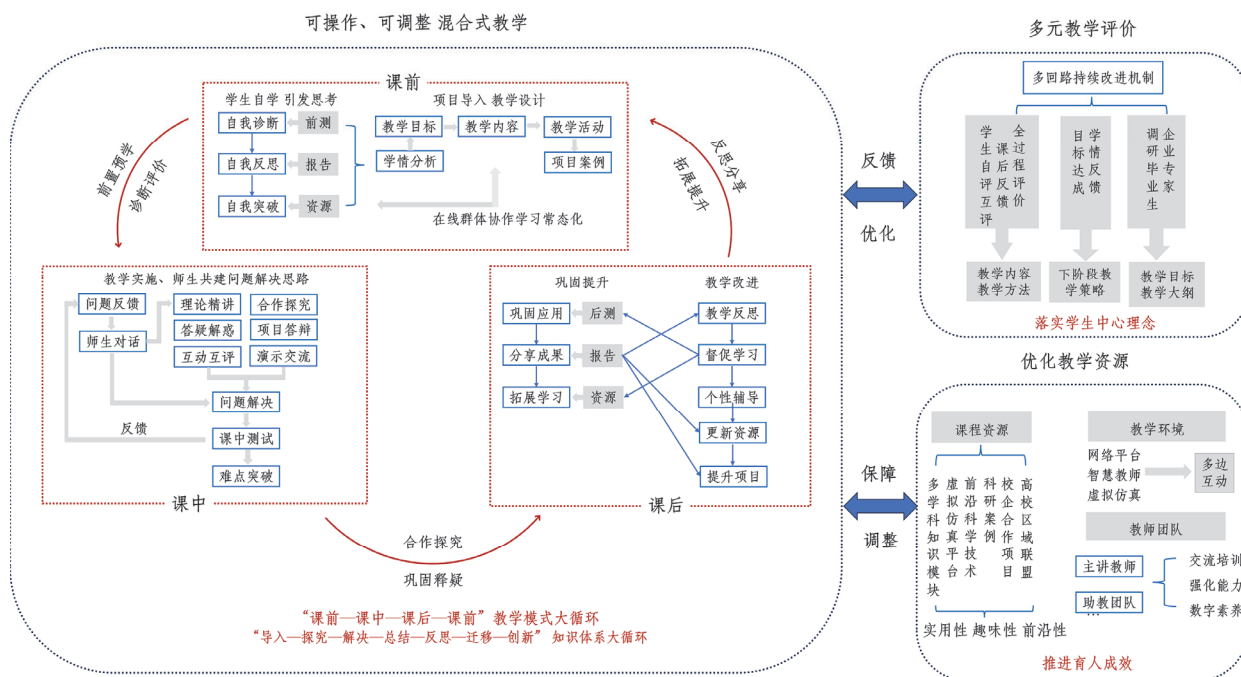 可操作、可调整 混合式教学
课前
学生自学 引发思考
自我诊断
前测
自我反思
报告
自我突破
资源
项目导入 教学设计
教学目标
教学内容
教学活动
学情分析
项目案例
在线群体协作学习常态化
前置预学
诊断评价
反思分享
拓展提升
教学实施、师生共建问题解决思路
问题反馈
理论精讲
合作探究
师生对话
答疑解惑
项目答辩
互动互评
演示交流
问题解决
反馈
课中测试
难点突破
课中
巩固提升
教学改进
巩固应用
后测
教学反思
分享成果
报告
督促学习
拓展学习
资源
个性辅导
更新资源
提升项目
课后
合作探究
巩固释疑
“课前—课中—课后—课前”教学模式大循环
“导入—探究—解决—总结—反思—迁移—创新”知识体系大循环
反馈
优化
保障
调整
多元教学评价
多回路持续改进机制
学生自评互评
课后反馈
全过程评价
目标达成
学情反馈
调研毕业生
企业专家
教学内容
教学方法
下阶段教
学策略
教学目标
教学大纲
落实学生中心理念
优化教学资源
课程资源
多学科知识模块
虚拟仿真平台
前沿科学技术
科研案例
校企合作项目
高校区域联盟
实用性 趣味性 前沿性
教学环境
网络平台
智慧教师
虚拟仿真
多边
互动
教师团队
主讲教师
助教团队
...
交流培训
强化能力
数字素养
推进育人成效